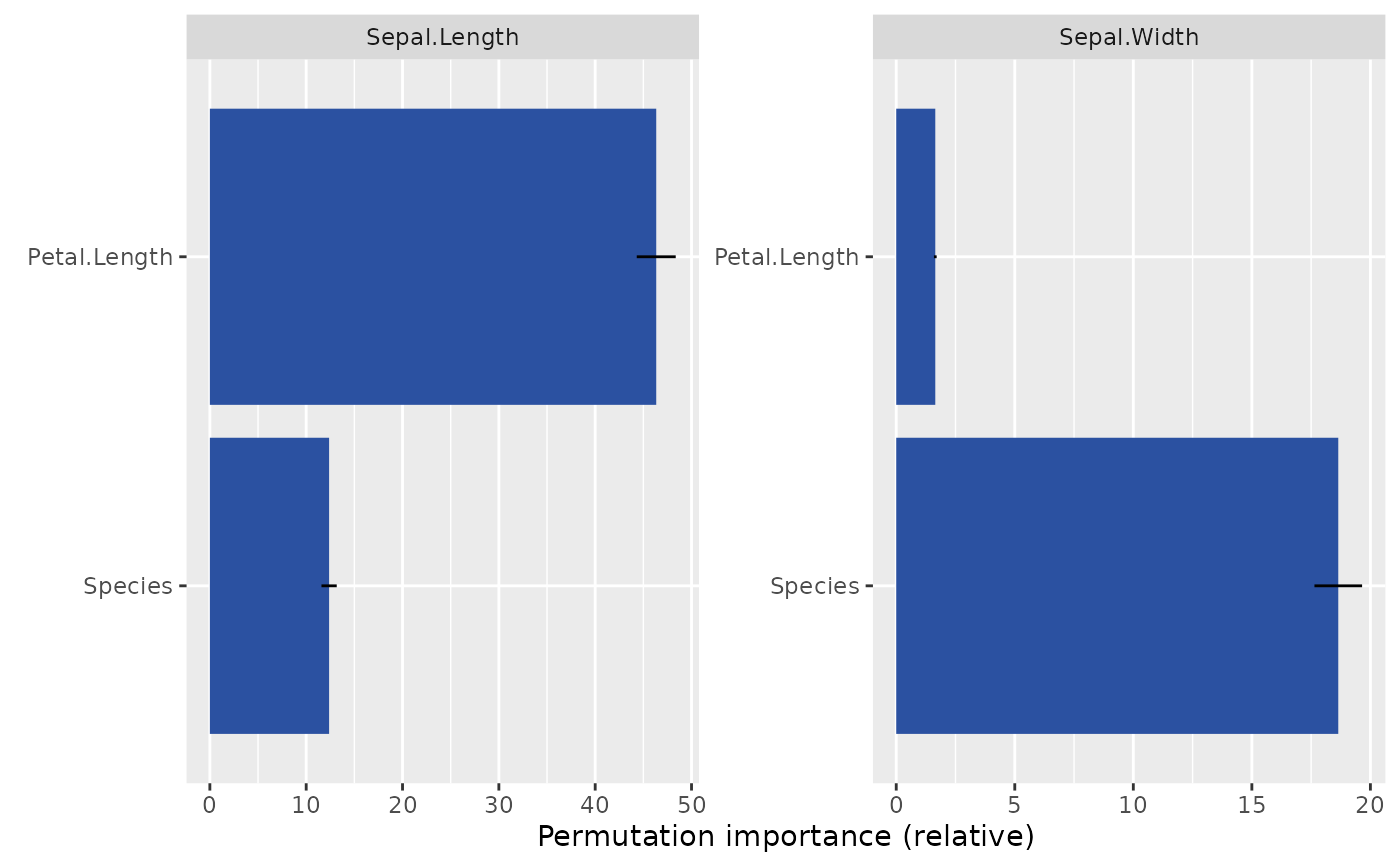 Sepal.Length
Sepal.Width
Petal.Length
Petal.Length
Species
Species
0 10 20 30 40 50
0 5 10 15 20
Permutation importance (relative)